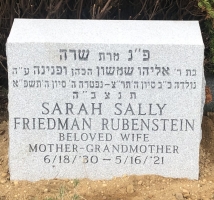 פ"נ מרת שרה
בת ר' אליהו שמשון הכהן ופנינה ע"ה
נולדה כ"ב סיון ה'תר"צ - נפטרה ה' סיון ה'תשפ"א
ת נ צ ב " ה
SARAH SALLY
FRIEDMAN RUBENSTEIN
BELOVED WIFE
MOTHER-GRANDMOTHER
6/18/'30 - 5/16/'21